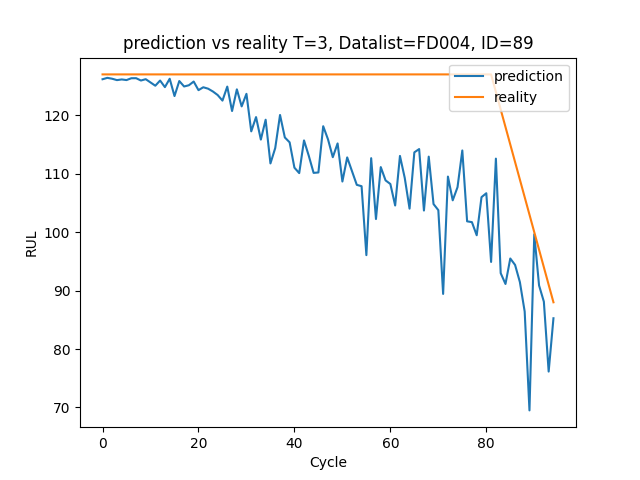 prediction vs reality T=3, Datalist=FD004, ID=89
prediction
reality
RUL
120
110
100
90
80
70
0 20 40 60 80
Cycle